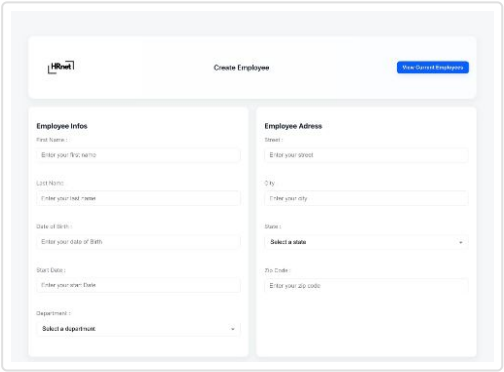 HRnet
Create Employee
View Current Employees
Employee Infos
First Name :
Enter your first name
Last Name
Enter your last name
Date of Birth :
Enter your date of Birth
Start Date :
Enter your start Date
Department :
Select a department
Employee Adress
Street :
Enter your street
City
Enter your city
State :
Select a state
Zip Code :
Enter your zip code